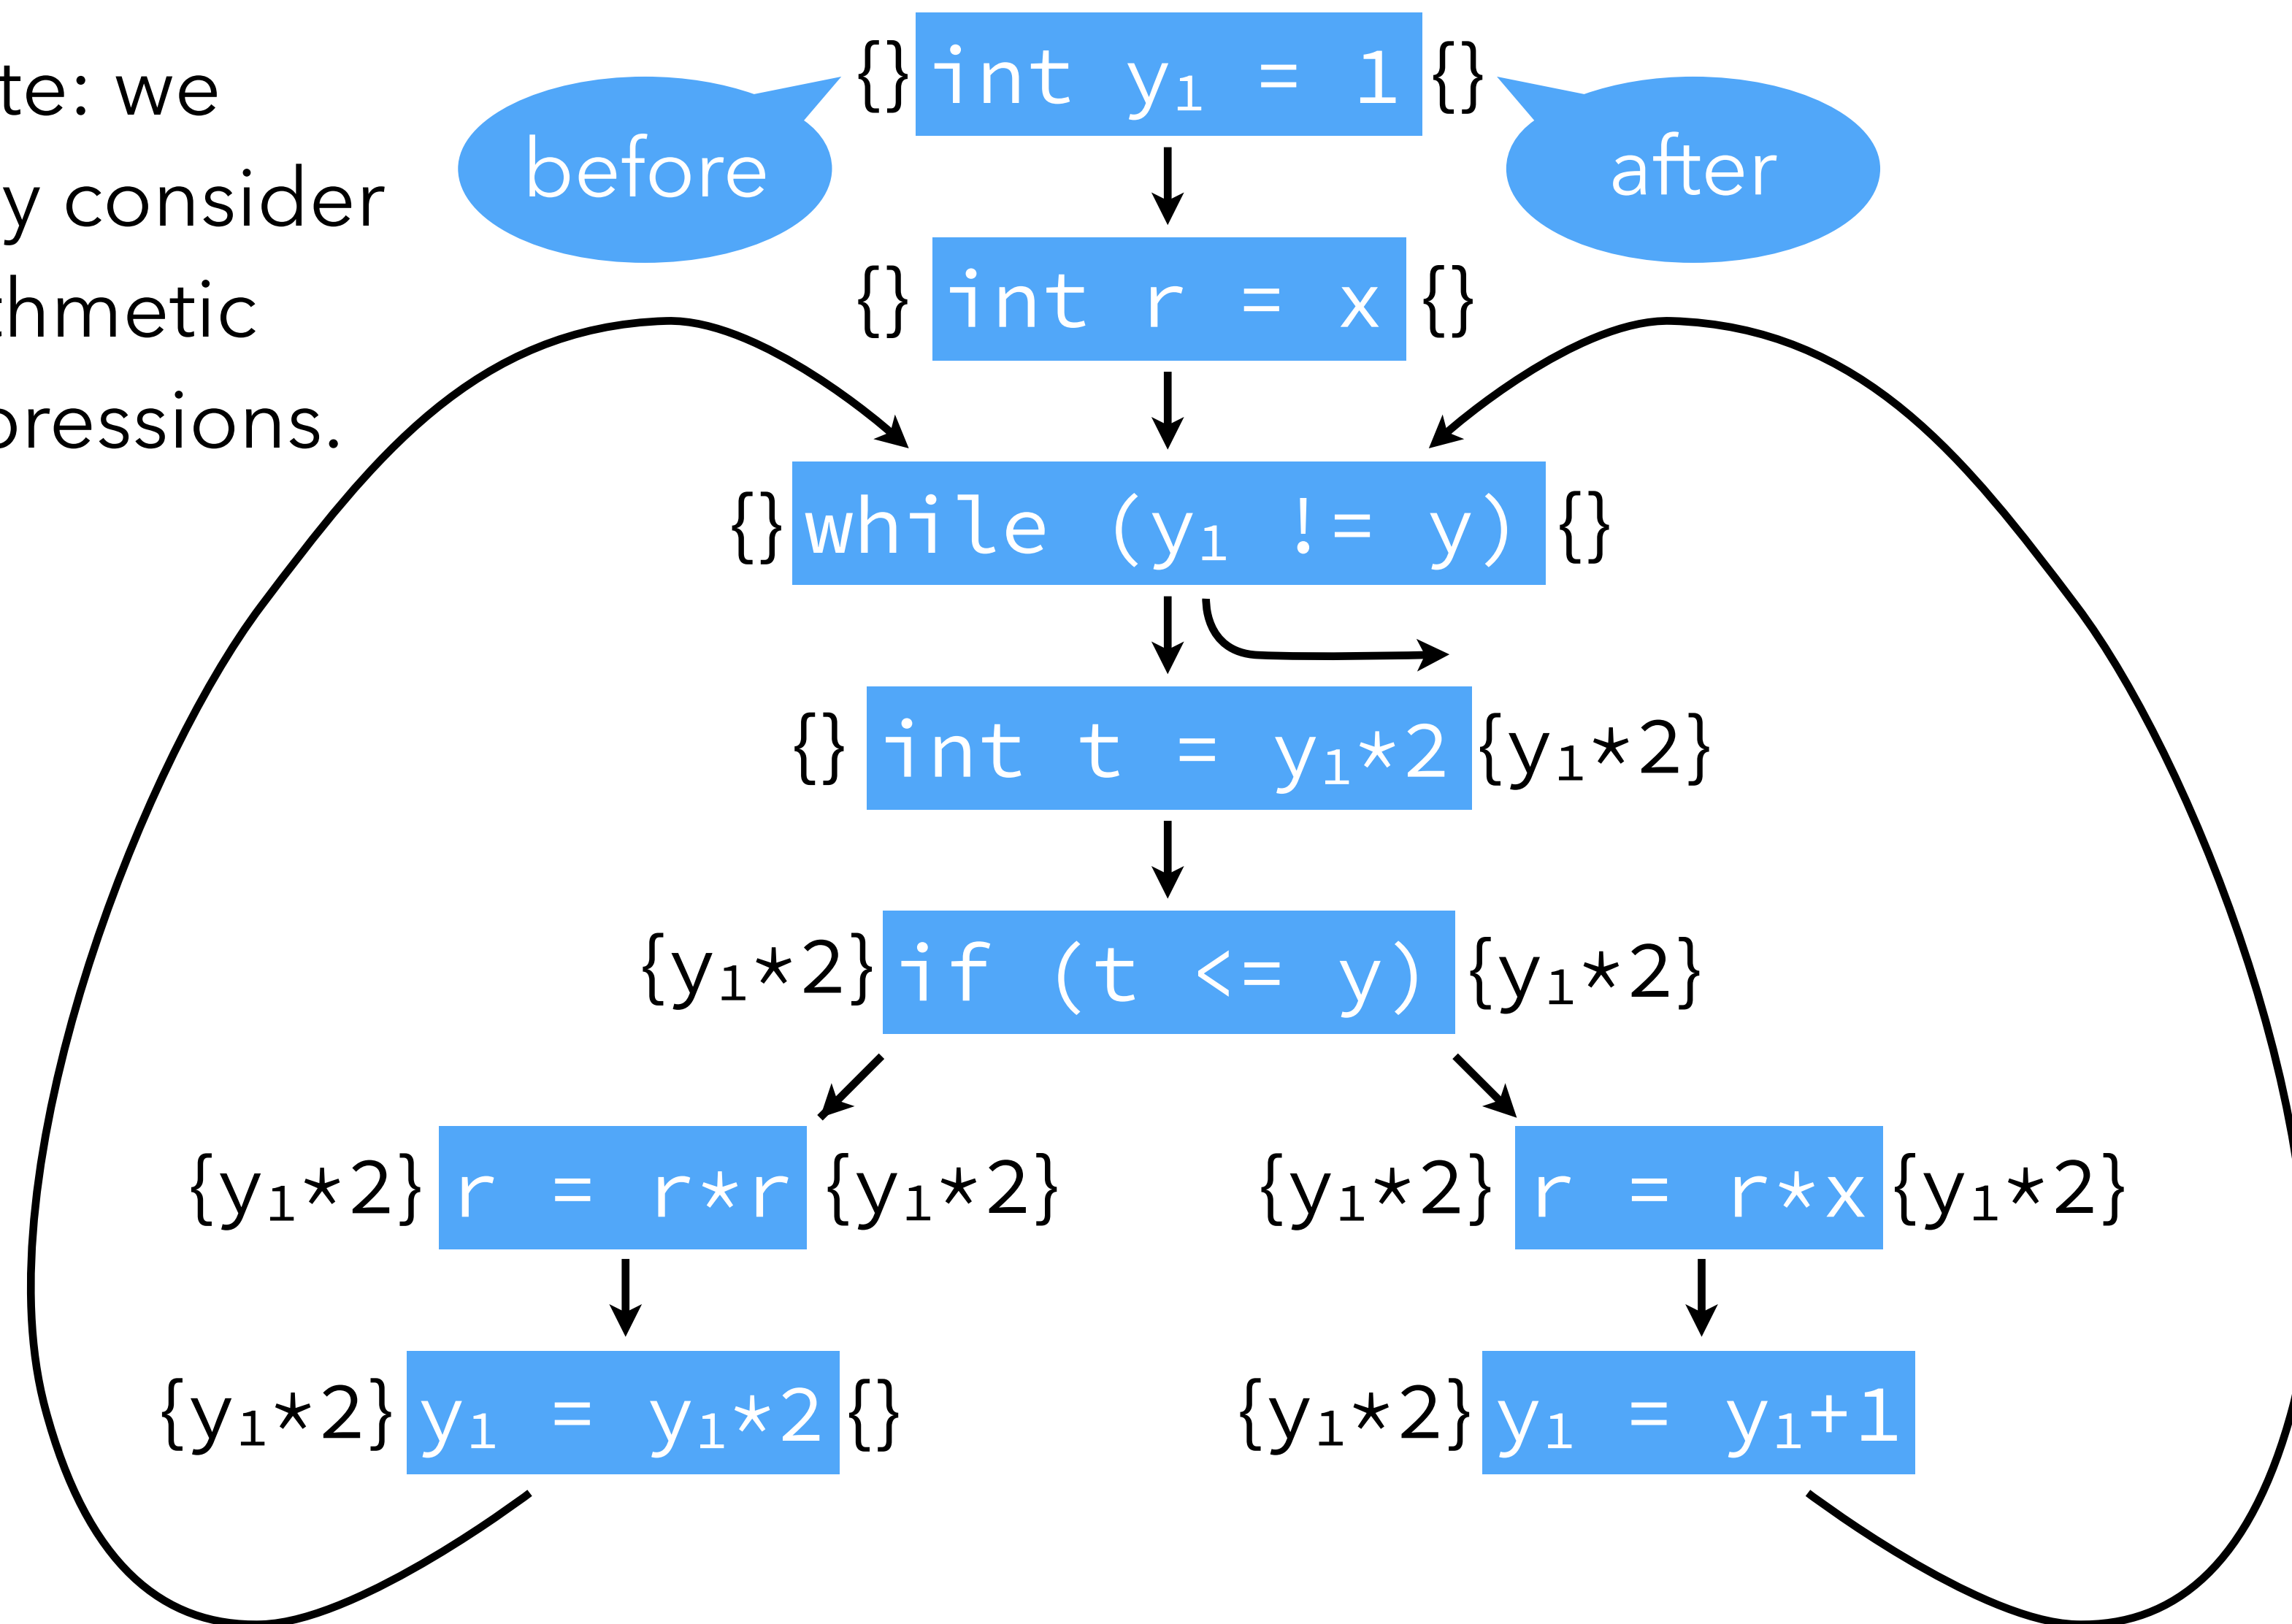 te: we
y consider
thmetic
pressions.
before
after
{} int y₁ = 1 {}
{} int r = x {}
{} while (y₁ != y) {}
{} int t = y₁*2 {y₁*2}
{y₁*2} if (t <= y) {y₁*2}
{y₁*2} r = r*r {y₁*2}
{y₁*2} r = r*x {y₁*2}
{y₁*2} y₁ = y₁*2 {}
{y₁*2} y₁ = y₁+1